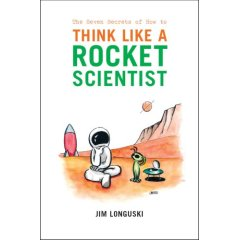 The Seven Secrets of How to
THINK LIKE A
ROCKET
SCIENTIST
JIM LONGUSKI